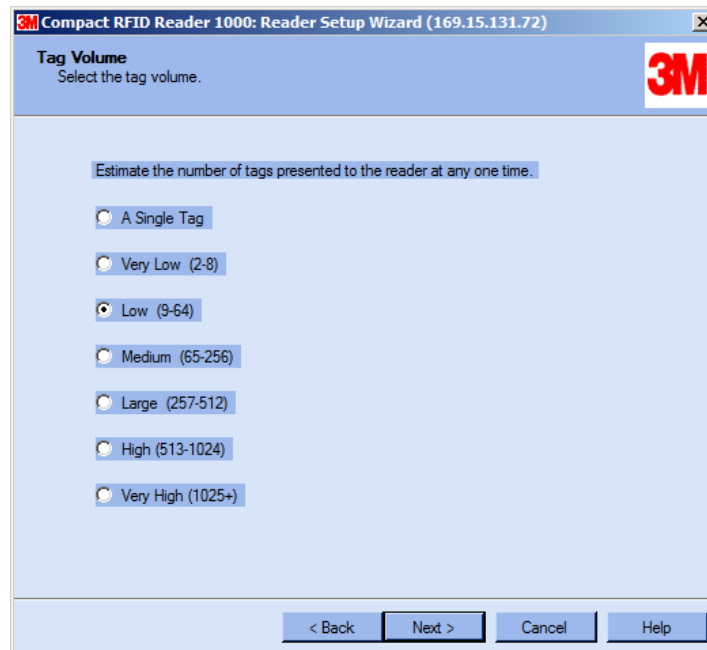 3M Compact RFID Reader 1000: Reader Setup Wizard (169.15.131.72)
Tag Volume
Select the tag volume.
3M
Estimate the number of tags presented to the reader at any one time.
A Single Tag
Very Low (2-8)
Low (9-64)
Medium (65-256)
Large (257-512)
High (513-1024)
Very High (1025+)
< Back Next > Cancel Help